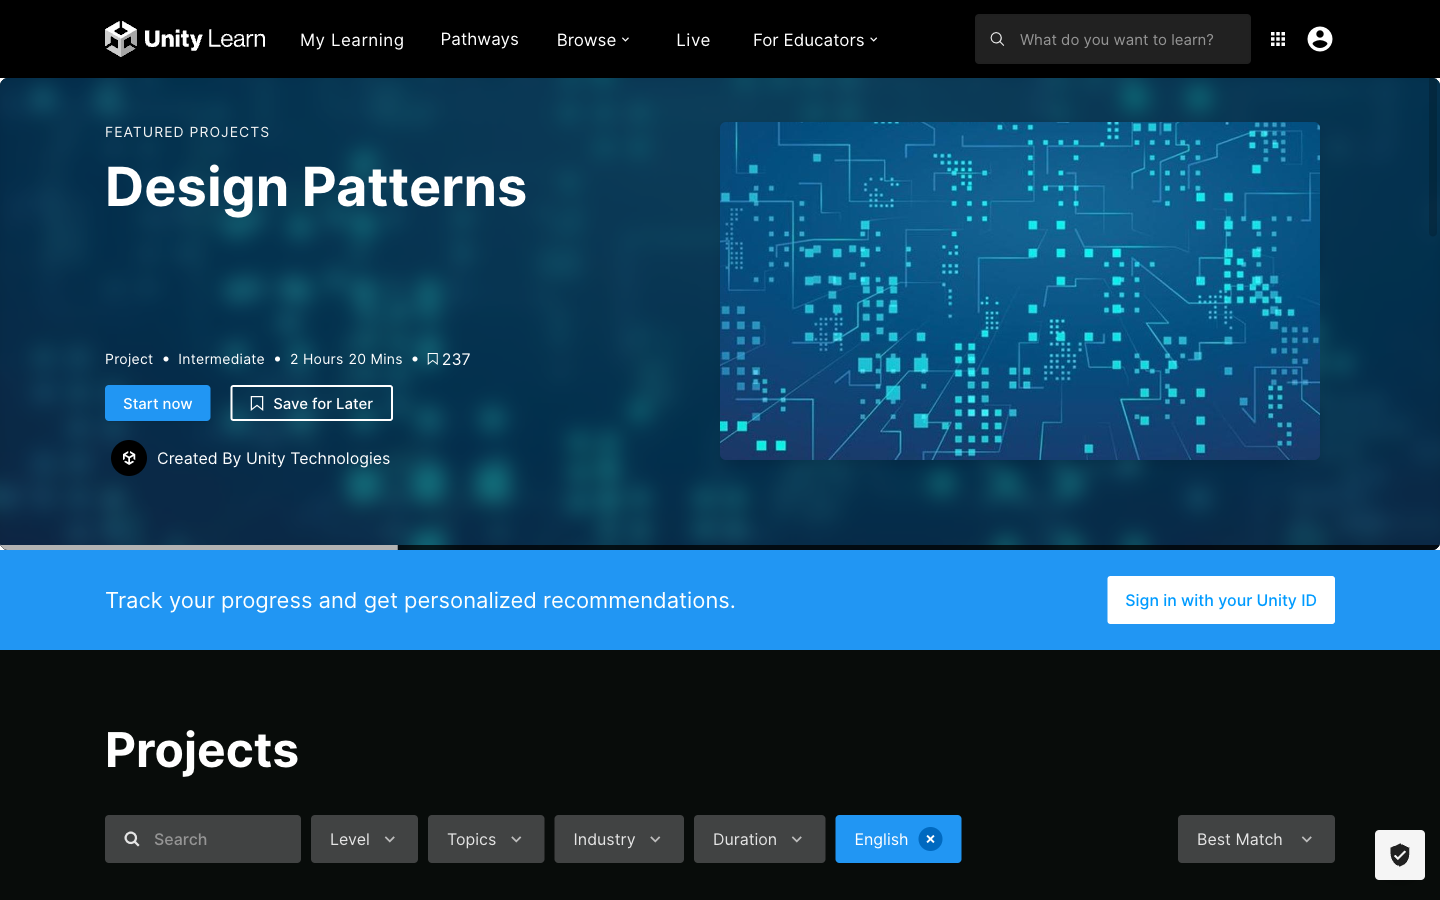 Unity Learn My Learning Pathways Browse Live For Educators What do you want to learn?
FEATURED PROJECTS
Design Patterns
Project • Intermediate • 2 Hours 20 Mins • 237
Start now Save for Later
Created By Unity Technologies
Track your progress and get personalized recommendations. Sign in with your Unity ID
Projects
Search Level Topics Industry Duration English Best Match